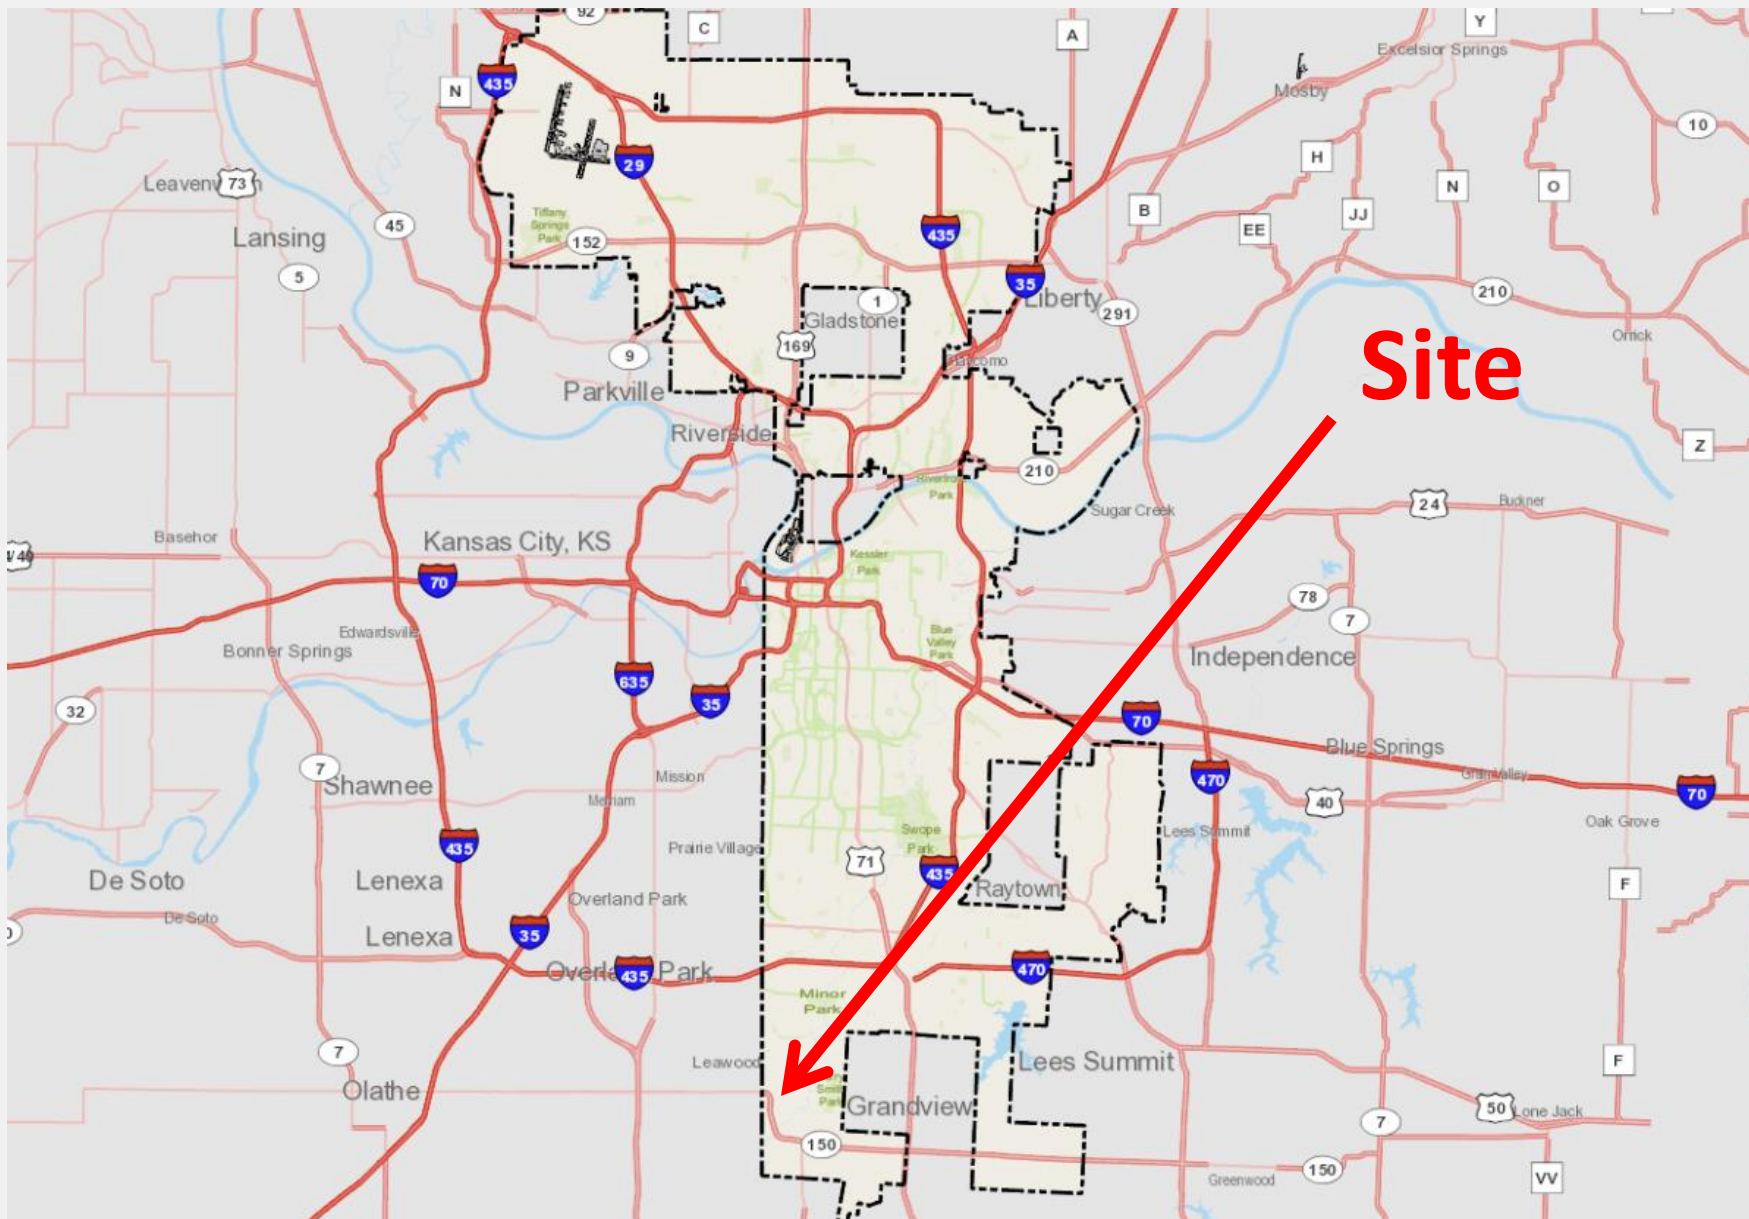 92
C
Y
A
Excelsior Springs
435
N
Mosby
10
29
H
Leavenw
73
N
O
45
Tiffany
Springs
Park
B
JJ
Lansing
152
435
EE
5
35
Liberty
1
291
210
Gladstone
169
9
Orrick
Site
Parkville
Riverside
Z
210
Park
24
Buckner
Sugar Creek
Basehor
Kansas City, KS
Kessler
Park
70
78
7
Edwardsville
Blue
Valley
Park
Bonner Springs
Independence
635
35
32
70
Blue Springs
7
Mission
Shawnee
470
Grain Valley
70
Merriam
40
Oak Grove
Swope
Park
Lees Summit
435
Prairie Village
71
435
De Soto
Lenexa
Raytown
F
Overland Park
De Soto
35
Lenexa
Overland Park
435
470
Minor
Park
7
Leawood
Lees Summit
F
Olathe
Park
Grandview
50
Lone Jack
7
150
150
Greenwood
VV